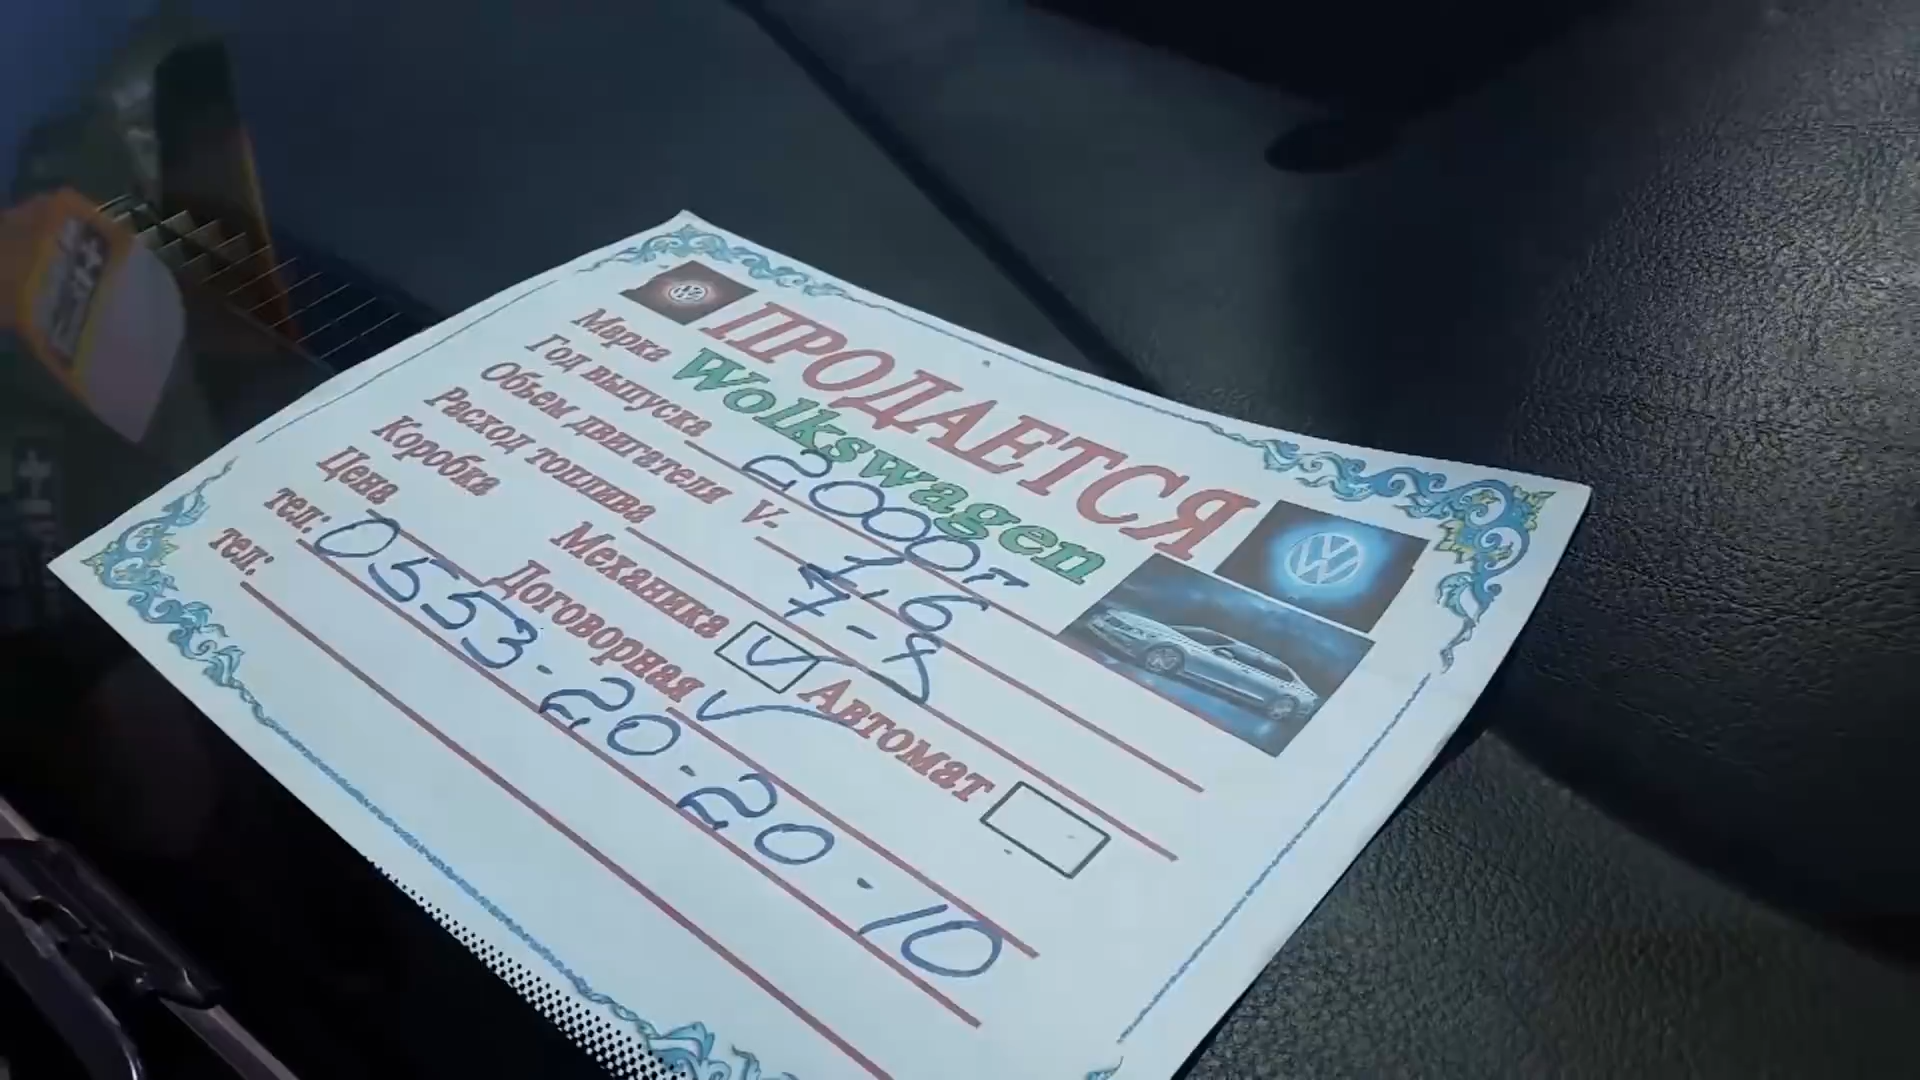 ПРОДАЕТСЯ
Марка Wolkswagen
Год выпуска 2000г
Обьем двигателя V- 1,6
Расход топлива 7-8
Коробка Механика ✓ Автомат
Цена Договорная ✓
тел: 0553-20-20-10
тел: